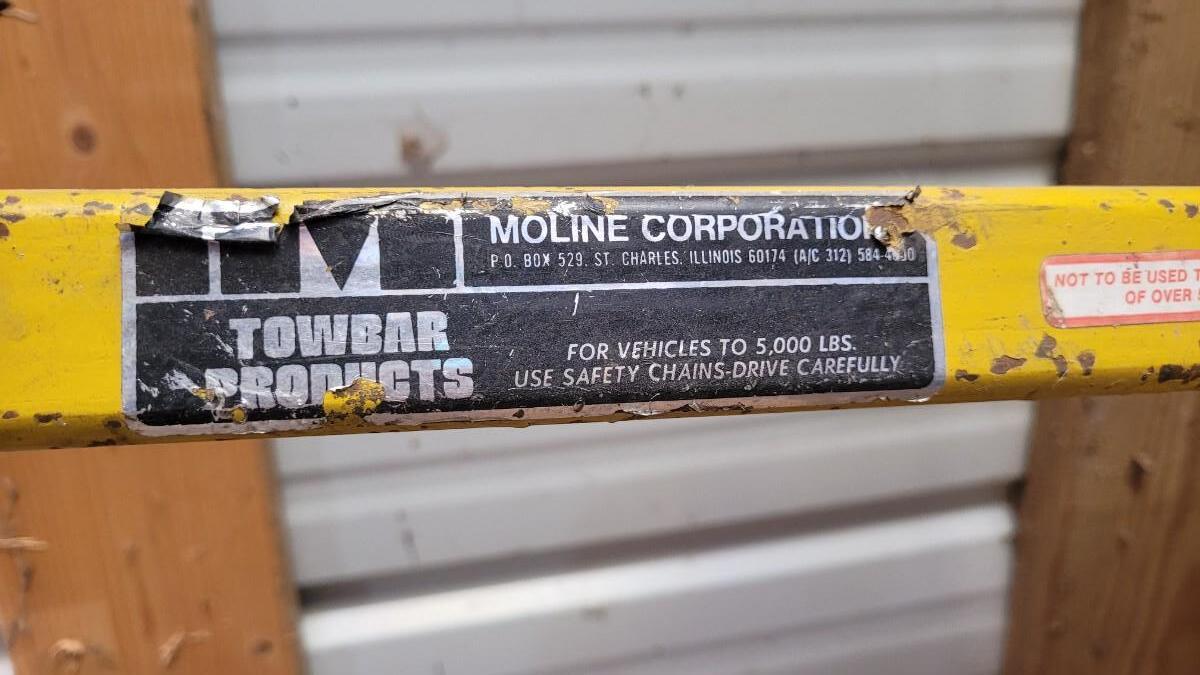 M
MOLINE CORPORATION
P.O. BOX 529, ST. CHARLES, ILLINOIS 60174 (A/C 312)
TOWBAR
PRODUCTS
FOR VEHICLES TO 5,000 LBS.
USE SAFETY CHAINS-DRIVE CAREFULLY
NOT TO BE USED
OF OVER